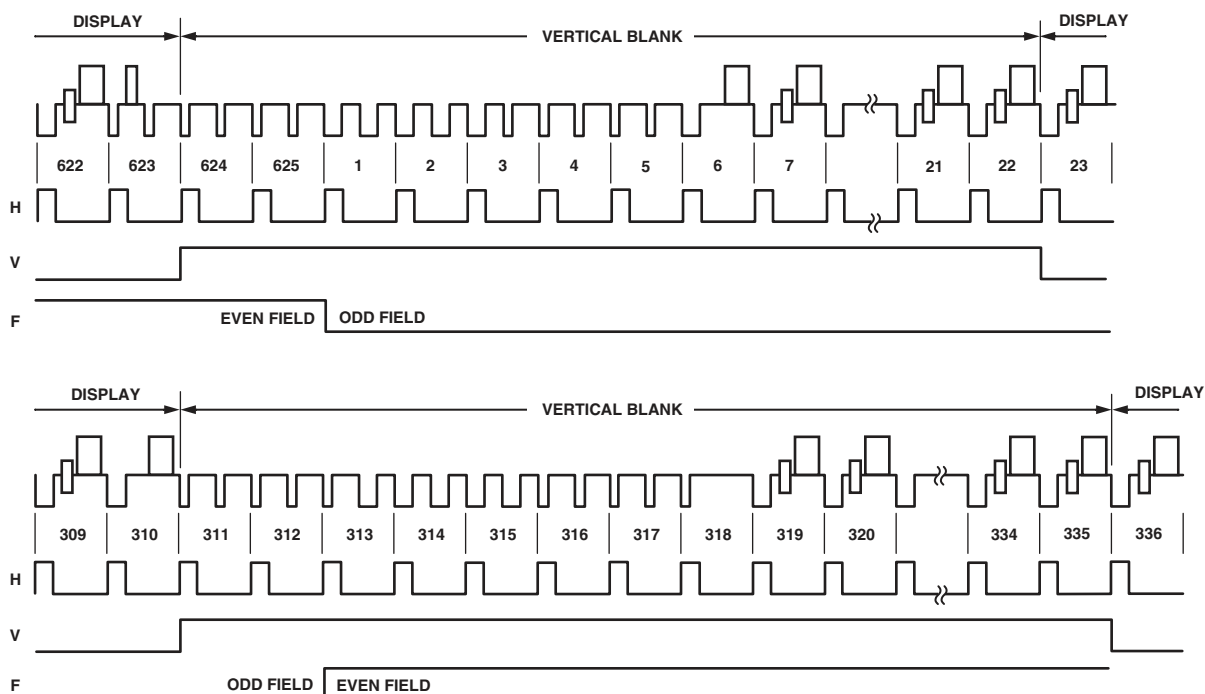 DISPLAY VERTICAL BLANK DISPLAY
622 623 624 625 1 2 3 4 5 6 7 21 22 23
H
V
F EVEN FIELD ODD FIELD
DISPLAY VERTICAL BLANK DISPLAY
309 310 311 312 313 314 315 316 317 318 319 320 334 335 336
H
V
F ODD FIELD EVEN FIELD